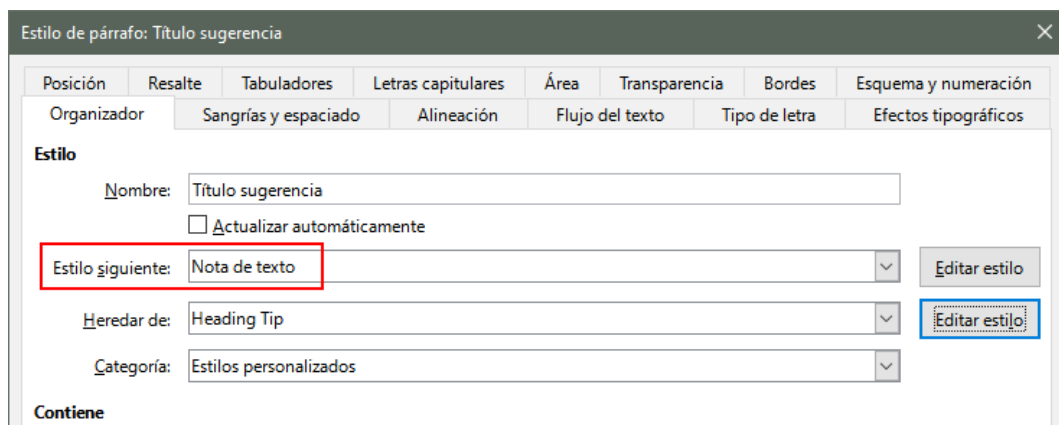 Estilo de párrafo: Título sugerencia
Posición Resalte Tabuladores Letras capitulares Área Transparencia Bordes Esquema y numeración
Organizador Sangrías y espaciado Alineación Flujo del texto Tipo de letra Efectos tipográficos
Estilo
Nombre: Título sugerencia
Actualizar automáticamente
Estilo siguiente: Nota de texto Editar estilo
Heredar de: Heading Tip Editar estilo
Categoría: Estilos personalizados
Contiene